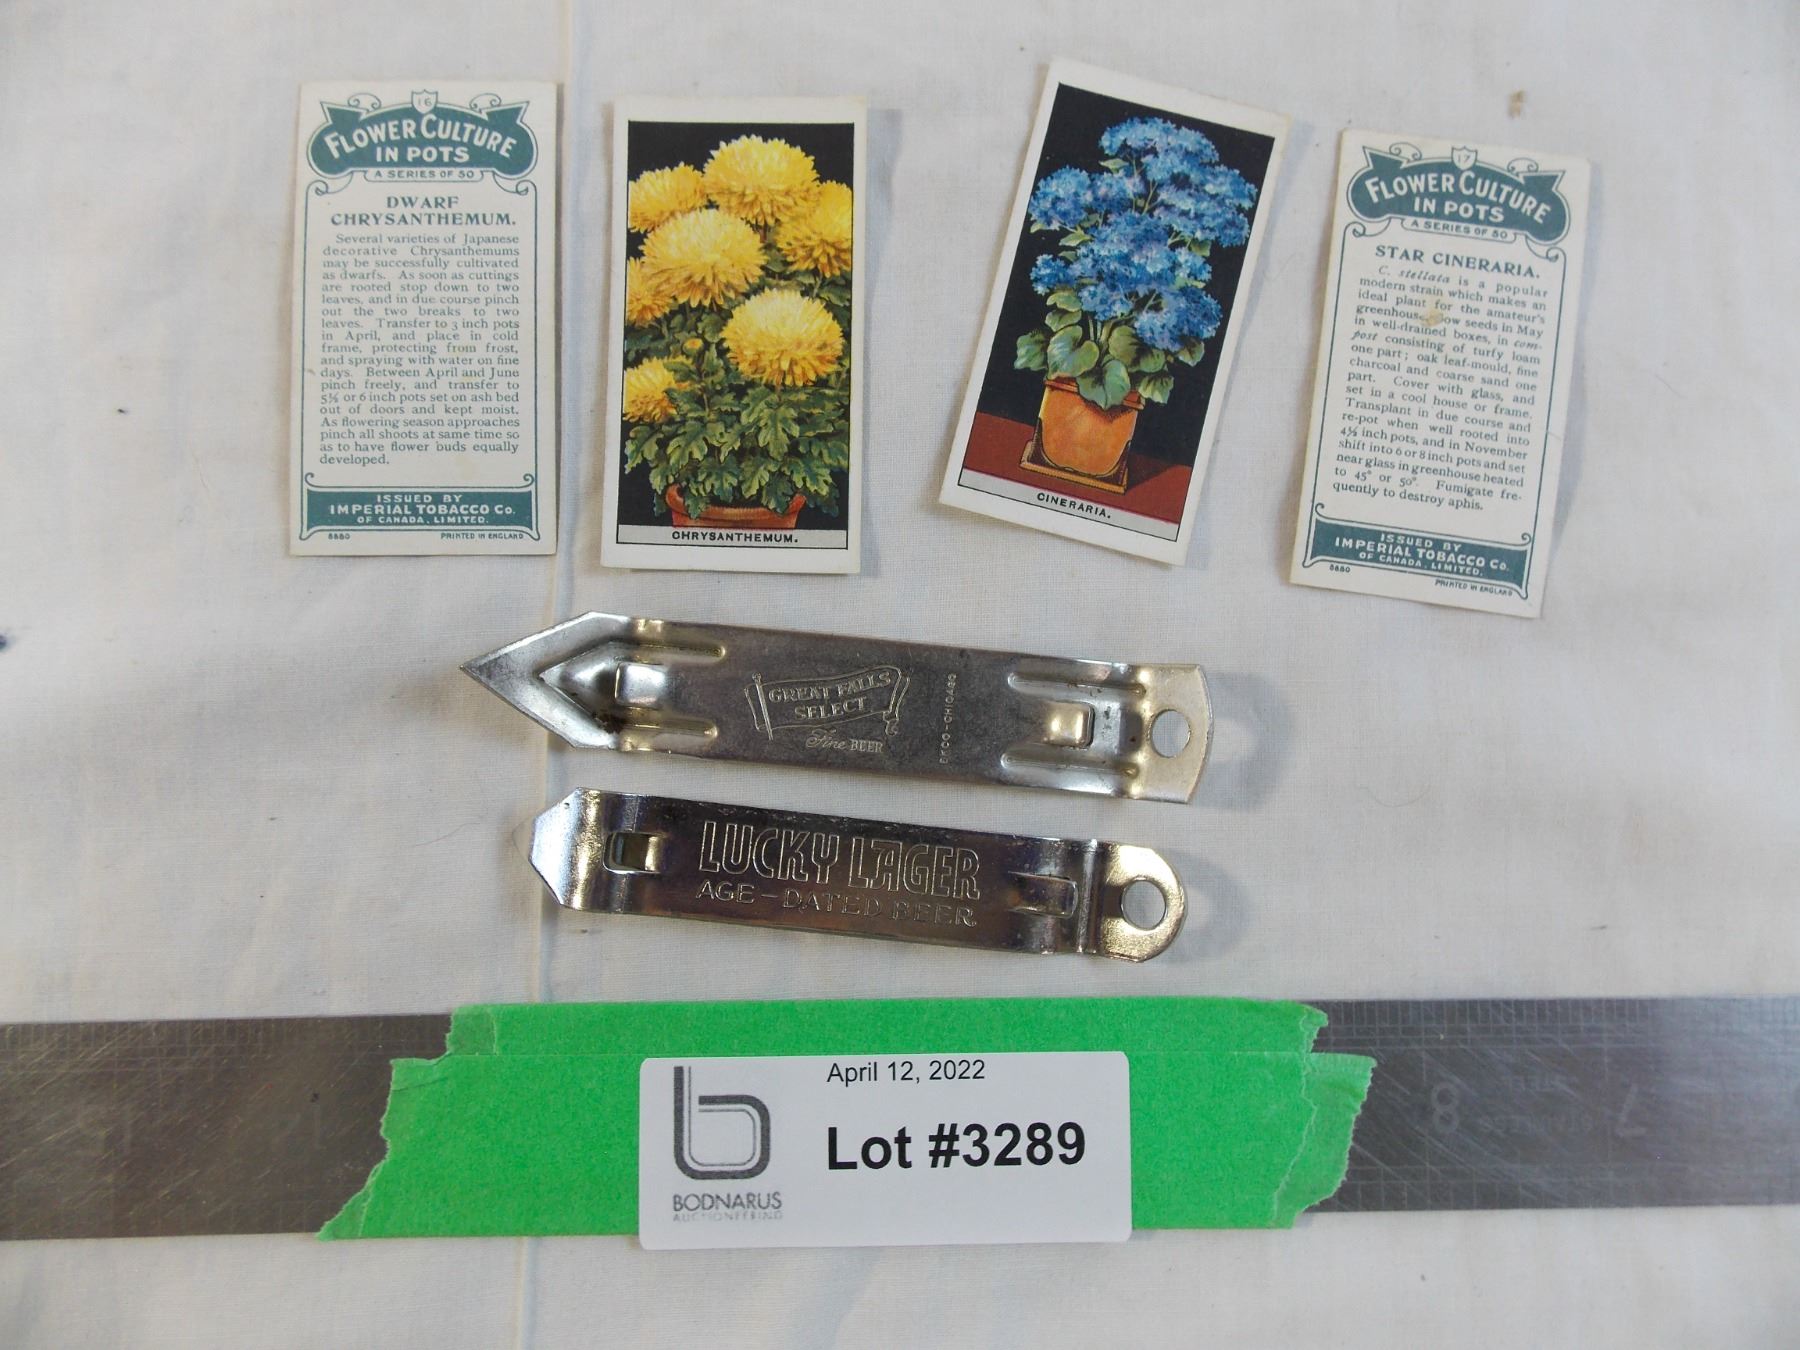 16
FLOWER CULTURE
IN POTS
A SERIES OF 50
DWARF
CHRYSANTHEMUM.
Several varieties of Japanese
decorative Chrysanthemums
may be successfully cultivated
as dwarfs. As soon as cuttings
are rooted stop down to two
leaves, and in due course pinch
out the two breaks to two
leaves. Transfer to 3 inch pots
in April, and place in cold
frame, protecting from frost,
and spraying with water on fine
days. Between April and June
pinch freely, and transfer to
5½ or 6 inch pots set on ash bed
out of doors and kept moist.
As flowering season approaches
pinch all shoots at same time so
as to have flower buds equally
developed.
ISSUED BY
IMPERIAL TOBACCO Co.
OF CANADA, LIMITED.
8880 PRINTED IN ENGLAND
CHRYSANTHEMUM.
CINERARIA.
17
FLOWER CULTURE
IN POTS
A SERIES OF 50
STAR CINERARIA.
C. stellata is a popular
modern strain which makes an
ideal plant for the amateur's
ow seeds in May
in well-drained boxes, in com-
post consisting of turfy loam
one part; oak leaf-mould, fine
charcoal and coarse sand one
part. Cover with glass, and
set in a cool house or frame.
Transplant in due course and
re-pot when well rooted into
4½ inch pots, and in November
shift into 6 or 8 inch pots and set
near glass in greenhouse heated
to 45° or 50°. Fumigate fre-
quently to destroy aphis.
ISSUED BY
IMPERIAL TOBACCO Co.
OF CANADA, LIMITED.
8880 PRINTED IN ENGLAND
GREAT FALLS
SELECT
Fine BEER
EKCO-CHICAGO
LUCKY LAGER
AGE-DATED BEER
8 7
April 12, 2022
Lot #3289
BODNARUS
AUCTIONEERING